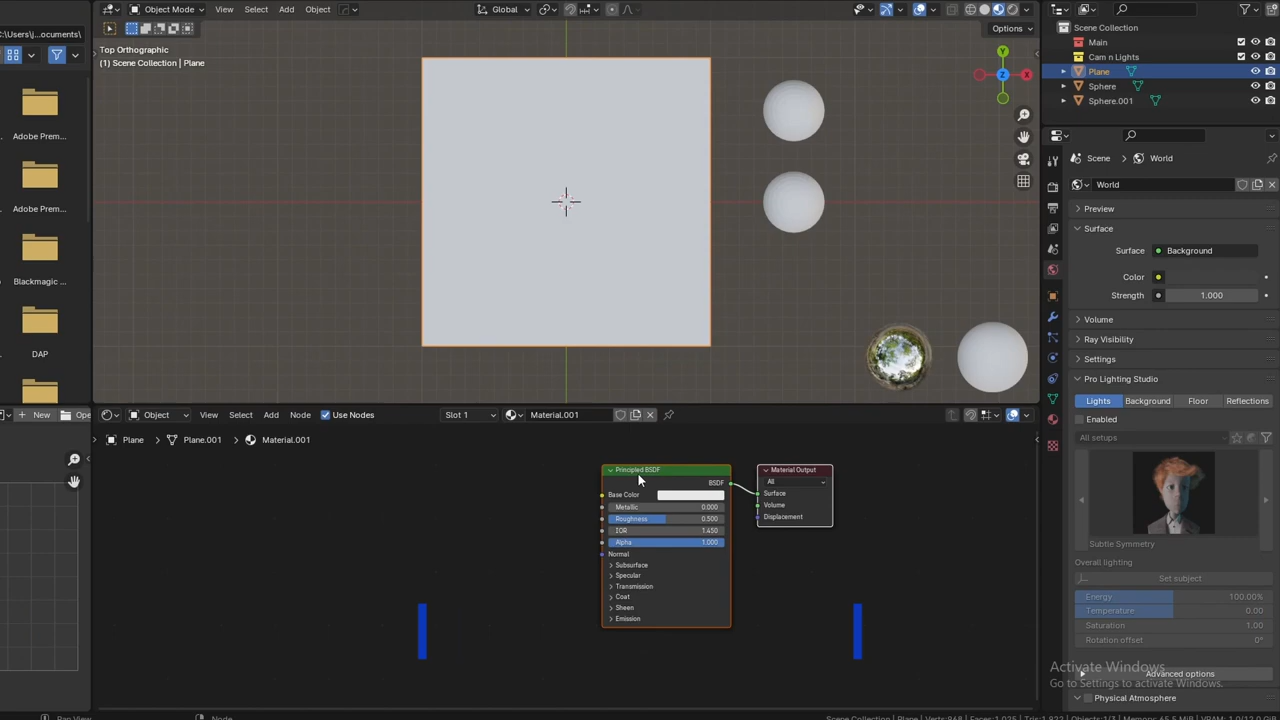 C:\Users\j...ocuments\
Adobe Prem...
Adobe Prem...
Blackmagic ...
DAP
New
Ope
Object Mode
View
Select
Add
Object
Global
Options
Top Orthographic
(1) Scene Collection | Plane
Y
Z
X
Object
View
Select
Add
Node
Use Nodes
Slot 1
Material.001
Plane
Plane.001
Material.001
Principled BSDF
BSDF
Base Color
Metallic 0.000
Roughness 0.500
IOR 1.450
Alpha 1.000
Normal
Subsurface
Specular
Transmission
Coat
Sheen
Emission
Material Output
All
Surface
Volume
Displacement
Scene Collection
Main
Cam n Lights
Plane
Sphere
Sphere.001
Scene
World
World
Preview
Surface
Surface Background
Color
Strength 1.000
Volume
Ray Visibility
Settings
Pro Lighting Studio
Lights Background Floor Reflections
Enabled
All setups
Subtle Symmetry
Overall lighting
Set subject
Energy 100.00%
Temperature 0.00
Saturation 1.00
Rotation offset 0°
Advanced options
Physical Atmosphere
Activate Windows
Go to Settings to activate Windows.